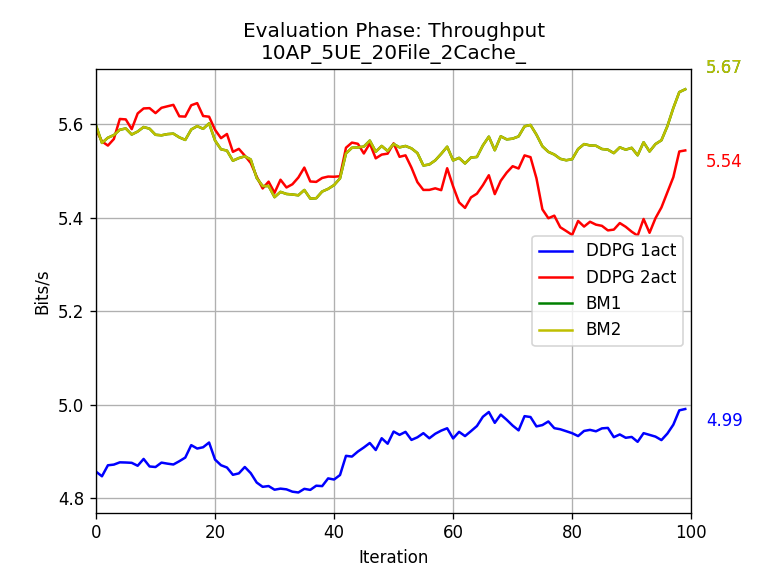 Evaluation Phase: Throughput
10AP_5UE_20File_2Cache_
5.67
5.6
5.54
5.4
5.2
5.0
4.99
4.8
Bits/s
DDPG 1act
DDPG 2act
BM1
BM2
0 20 40 60 80 100
Iteration